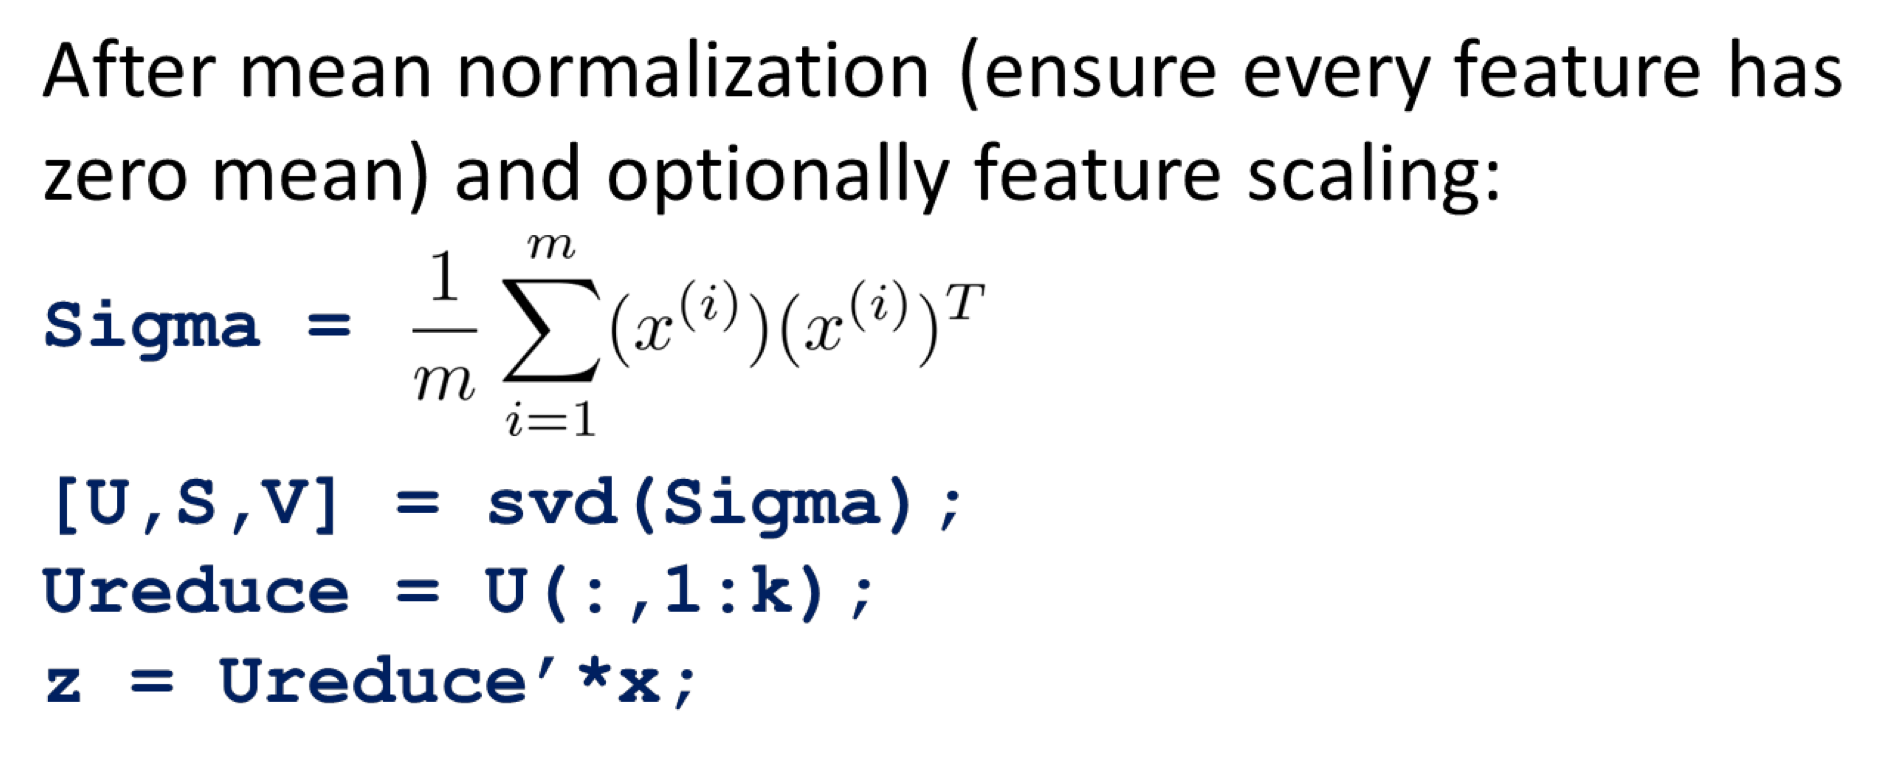 After mean normalization (ensure every feature has
zero mean) and optionally feature scaling:
Sigma = \frac{1}{m} \sum_{i=1}^{m} (x^{(i)})(x^{(i)})^T
[U,S,V] = svd(Sigma);
Ureduce = U(:,1:k);
z = Ureduce’*x;